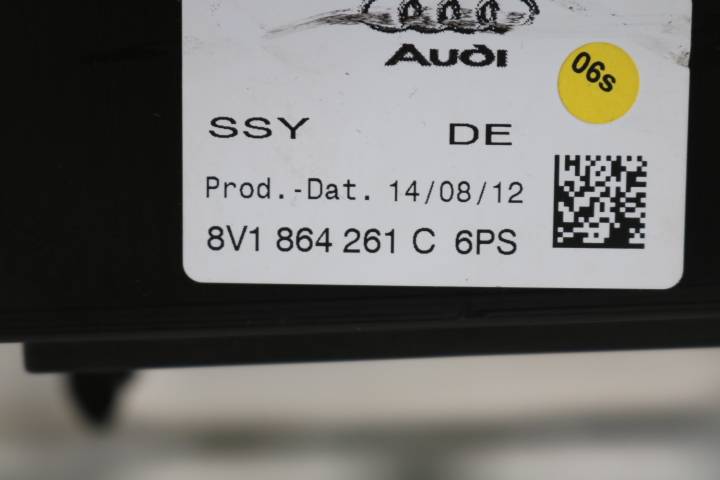 Audi
06s
SSY DE
Prod.-Dat. 14/08/12
8V1 864 261 C 6PS